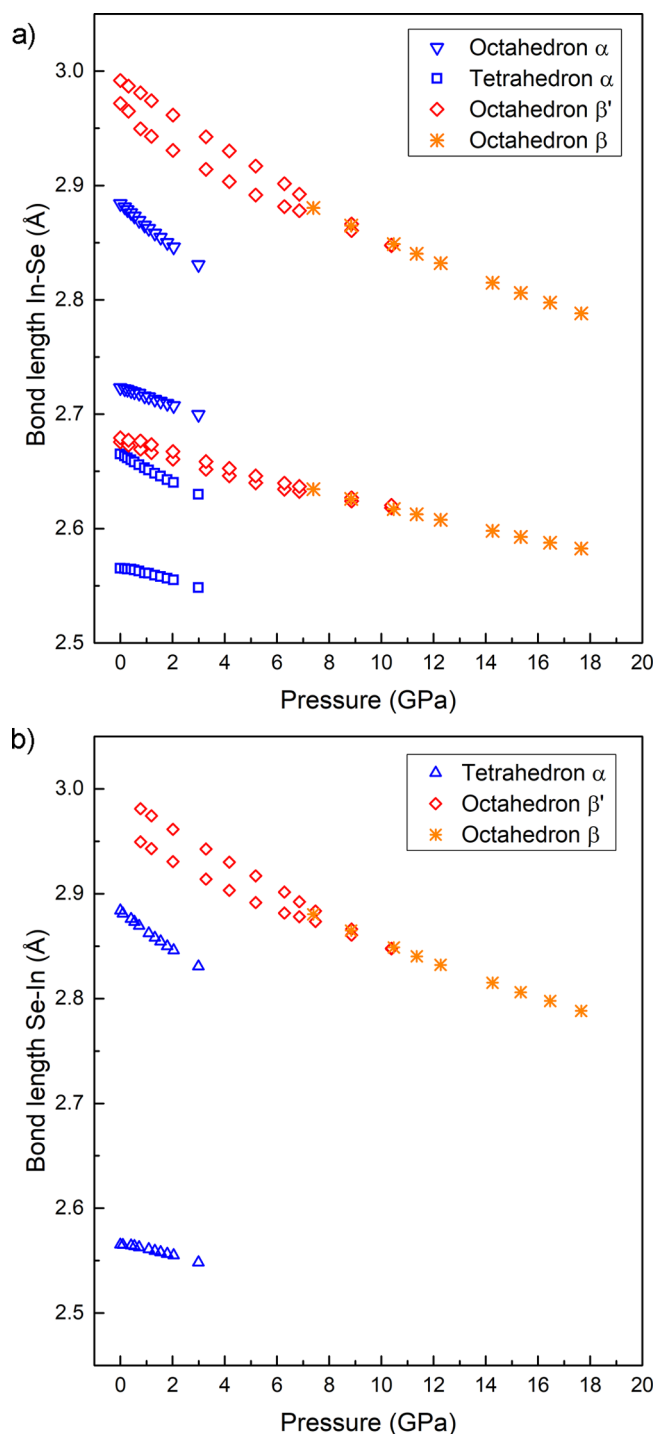 a)
Octahedron α
Tetrahedron α
Octahedron β'
Octahedron β
3.0
2.9
2.8
2.7
2.6
2.5
Bond length In-Se (Å)
0 2 4 6 8 10 12 14 16 18 20
Pressure (GPa)
b)
Tetrahedron α
Octahedron β'
Octahedron β
3.0
2.9
2.8
2.7
2.6
2.5
Bond length Se-In (Å)
0 2 4 6 8 10 12 14 16 18 20
Pressure (GPa)